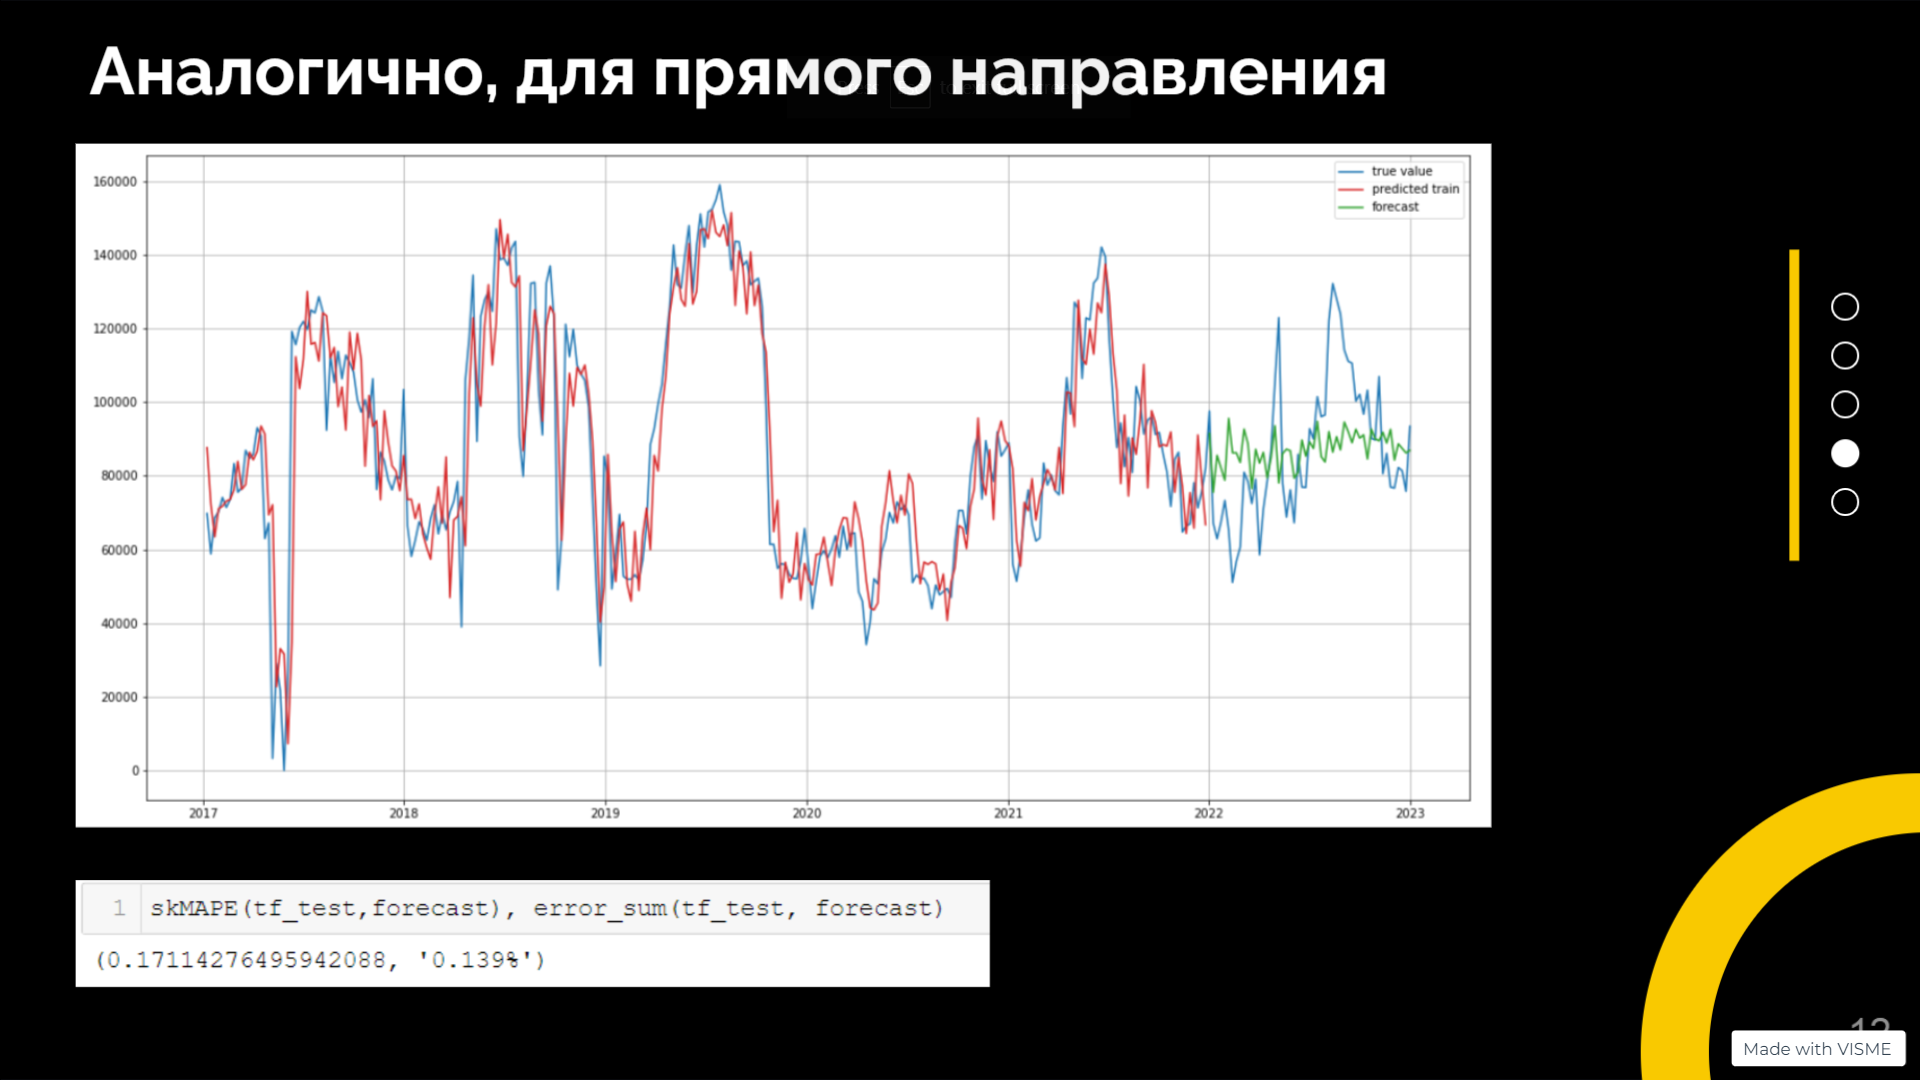 Аналогично, для прямого направления
true value
predicted train
forecast
160000
140000
120000
100000
80000
60000
40000
20000
0
2017 2018 2019 2020 2021 2022 2023
1 skMAPE(tf_test,forecast), error_sum(tf_test, forecast)
(0.17114276495942088, '0.139%')
Made with VISME